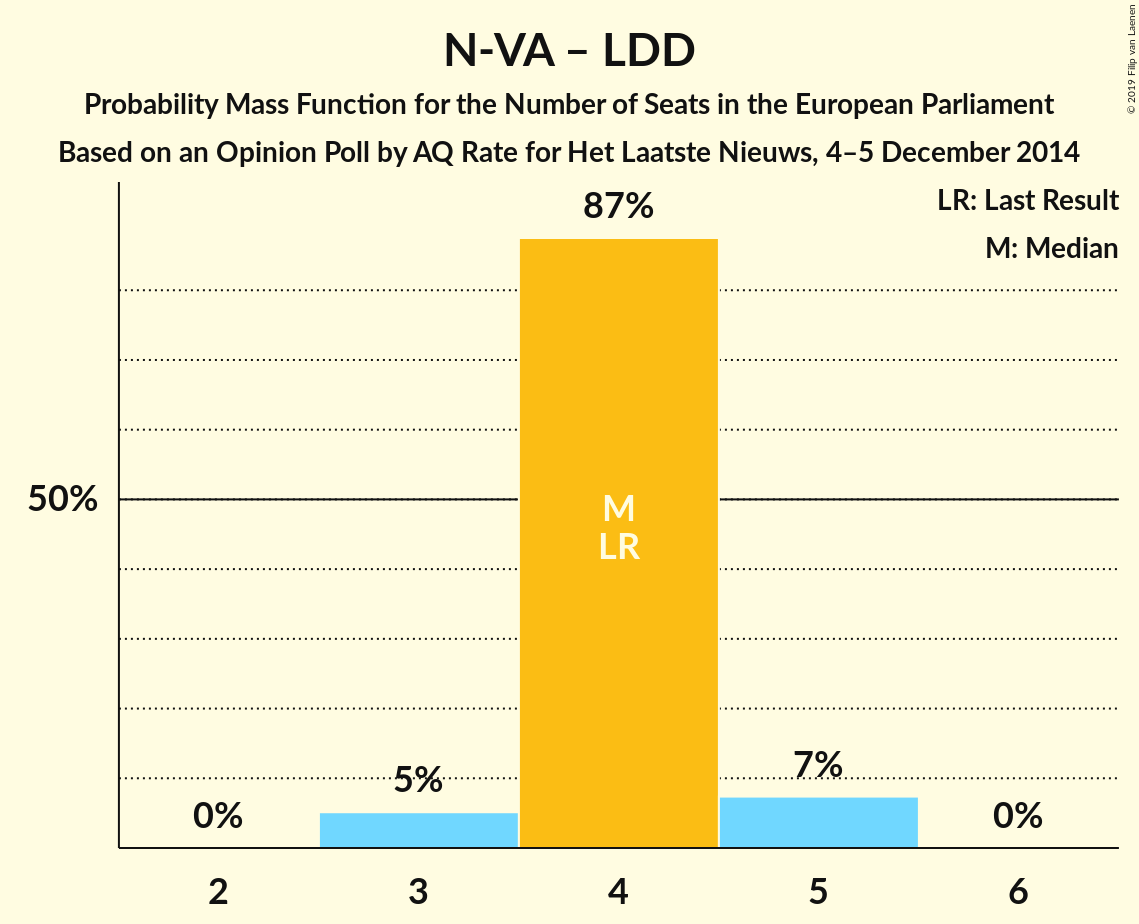 N-VA – LDD
Probability Mass Function for the Number of Seats in the European Parliament
Based on an Opinion Poll by AQ Rate for Het Laatste Nieuws, 4–5 December 2014
© 2019 Filip van Laenen
LR: Last Result
M: Median
87%
50%
M
LR
5%
7%
0%
0%
2
3
4
5
6